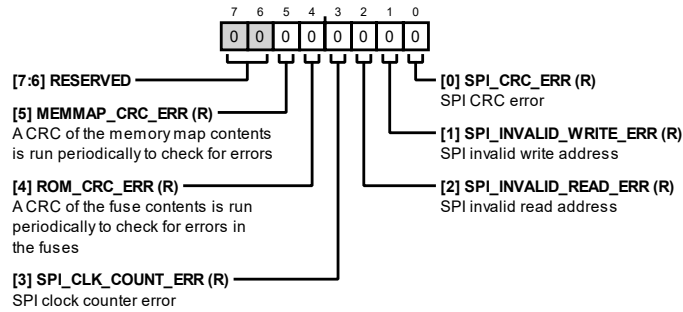 7 6 5 4 3 2 1 0
0 0 0 0 0 0 0 0
[7:6] RESERVED
[5] MEMMAP_CRC_ERR (R)
A CRC of the memory map contents
is run periodically to check for errors
[4] ROM_CRC_ERR (R)
A CRC of the fuse contents is run
periodically to check for errors in
the fuses
[3] SPI_CLK_COUNT_ERR (R)
SPI clock counter error
[0] SPI_CRC_ERR (R)
SPI CRC error
[1] SPI_INVALID_WRITE_ERR (R)
SPI invalid write address
[2] SPI_INVALID_READ_ERR (R)
SPI invalid read address